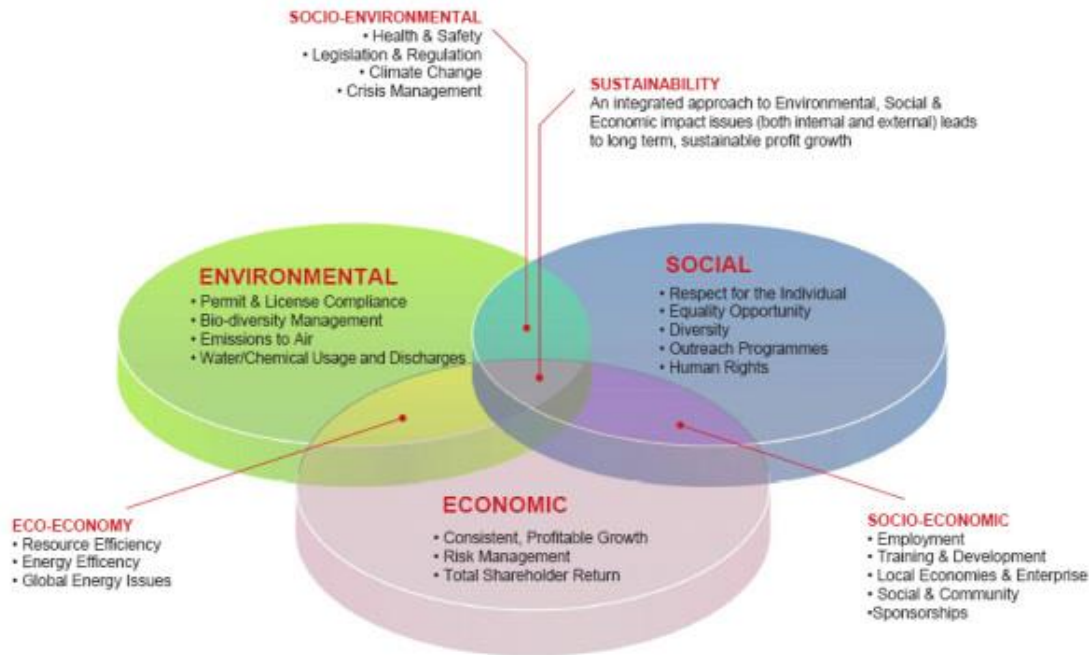 SOCIO-ENVIRONMENTAL
• Health & Safety
• Legislation & Regulation
• Climate Change
• Crisis Management
SUSTAINABILITY
An integrated approach to Environmental, Social &
Economic impact issues (both internal and external) leads
to long term, sustainable profit growth
ENVIRONMENTAL
• Permit & License Compliance
• Bio-diversity Management
• Emissions to Air
• Water/Chemical Usage and Discharges
SOCIAL
• Respect for the Individual
• Equality Opportunity
• Diversity
• Outreach Programmes
• Human Rights
ECONOMIC
• Consistent, Profitable Growth
• Risk Management
• Total Shareholder Return
ECO-ECONOMY
• Resource Efficiency
• Energy Efficency
• Global Energy Issues
SOCIO-ECONOMIC
• Employment
• Training & Development
• Local Economies & Enterprise
• Social & Community
•Sponsorships